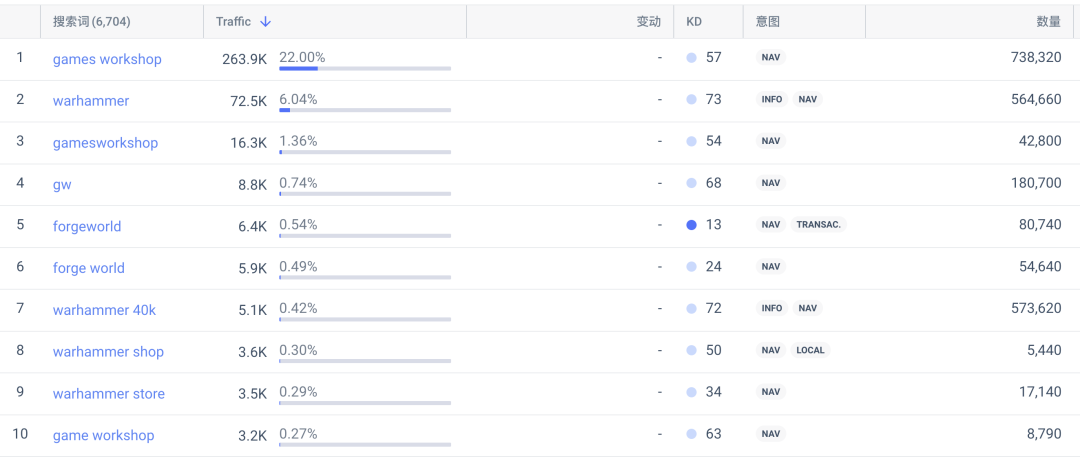 搜索词 (6,704) Traffic 变动 KD 意图 数量
1 games workshop 263.9K 22.00% - 57 NAV 738,320
2 warhammer 72.5K 6.04% - 73 INFO NAV 564,660
3 gamesworkshop 16.3K 1.36% - 54 NAV 42,800
4 gw 8.8K 0.74% - 68 NAV 180,700
5 forgeworld 6.4K 0.54% - 13 NAV TRANSAC. 80,740
6 forge world 5.9K 0.49% - 24 NAV 54,640
7 warhammer 40k 5.1K 0.42% - 72 INFO NAV 573,620
8 warhammer shop 3.6K 0.30% - 50 NAV LOCAL 5,440
9 warhammer store 3.5K 0.29% - 34 NAV 17,140
10 game workshop 3.2K 0.27% - 63 NAV 8,790